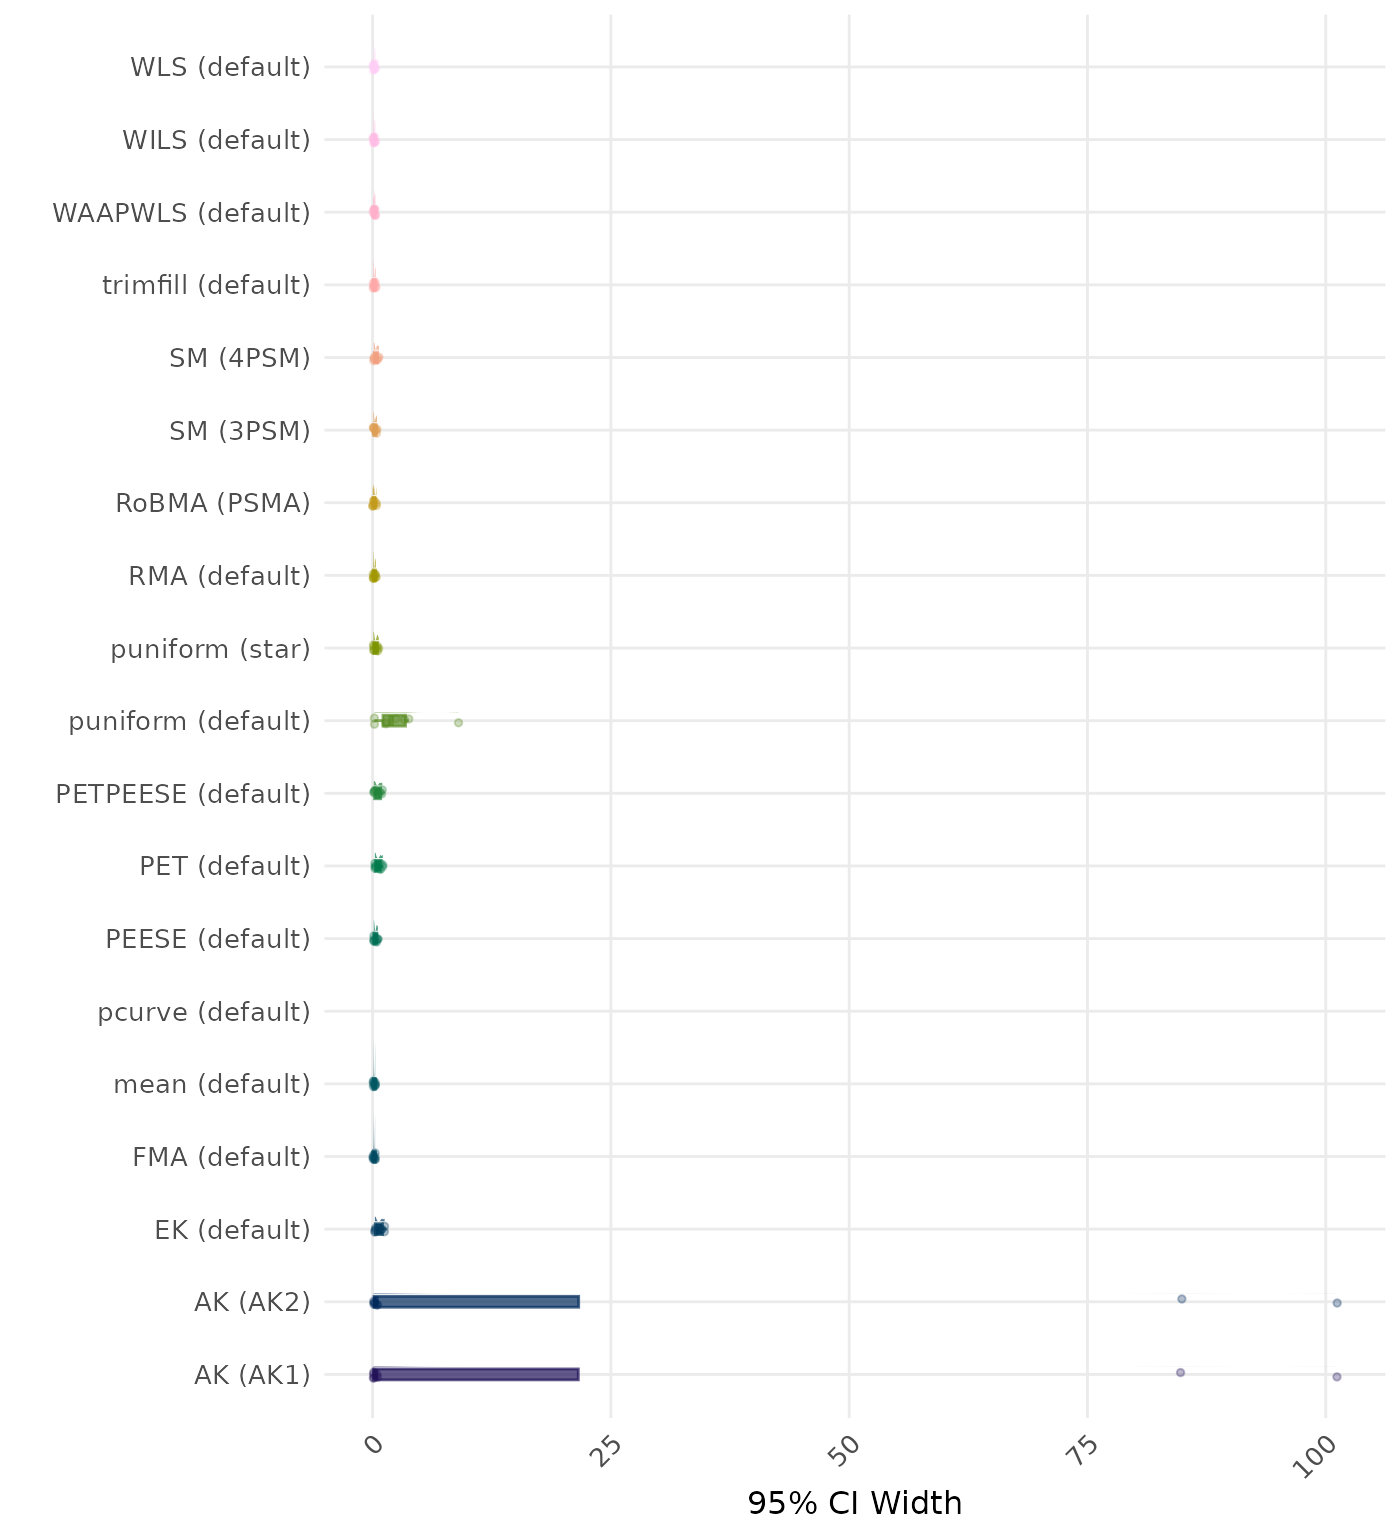 WLS (default)
WILS (default)
WAAPWLS (default)
trimfill (default)
SM (4PSM)
SM (3PSM)
RoBMA (PSMA)
RMA (default)
puniform (star)
puniform (default)
PETPEESE (default)
PET (default)
PEESE (default)
pcurve (default)
mean (default)
FMA (default)
EK (default)
AK (AK2)
AK (AK1)
0 25 50 75 100
95% CI Width